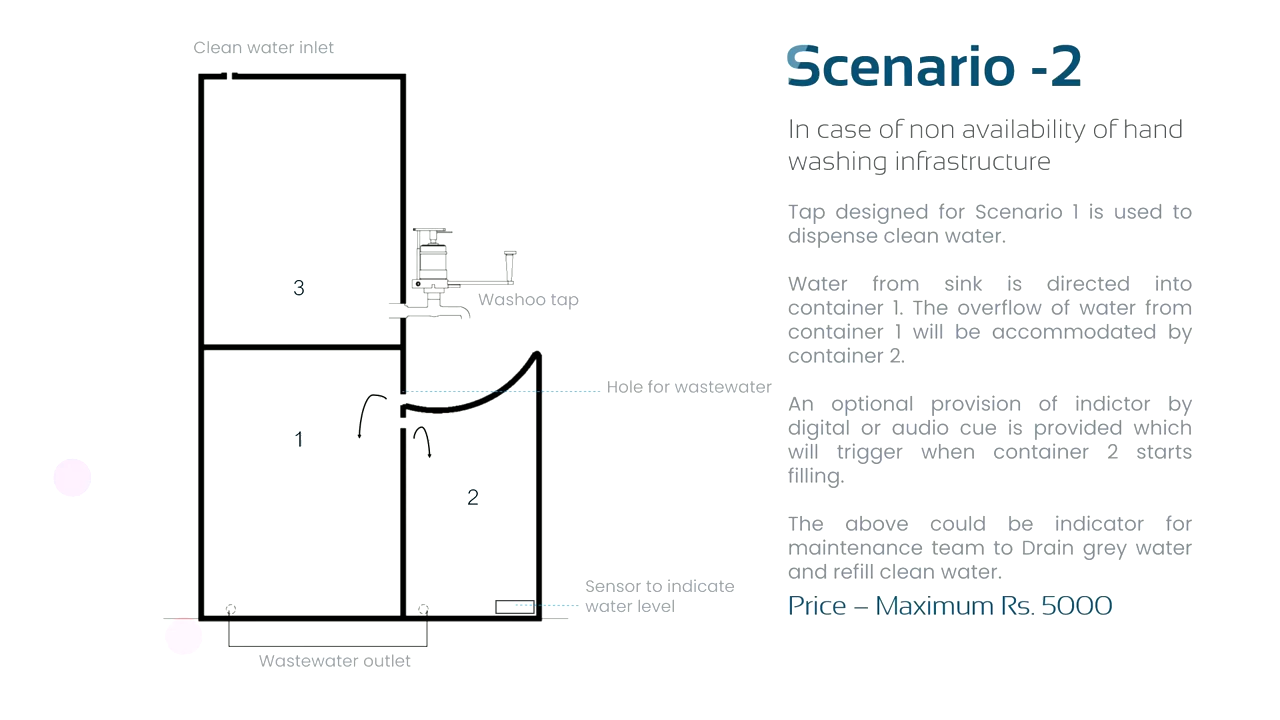 Clean water inlet
3
Washoo tap
Hole for wastewater
1
2
Sensor to indicate
water level
Wastewater outlet
Scenario -2
In case of non availability of hand
washing infrastructure
Tap designed for Scenario 1 is used to
dispense clean water.
Water from sink is directed into
container 1. The overflow of water from
container 1 will be accommodated by
container 2.
An optional provision of indictor by
digital or audio cue is provided which
will trigger when container 2 starts
filling.
The above could be indicator for
maintenance team to Drain grey water
and refill clean water.
Price – Maximum Rs. 5000